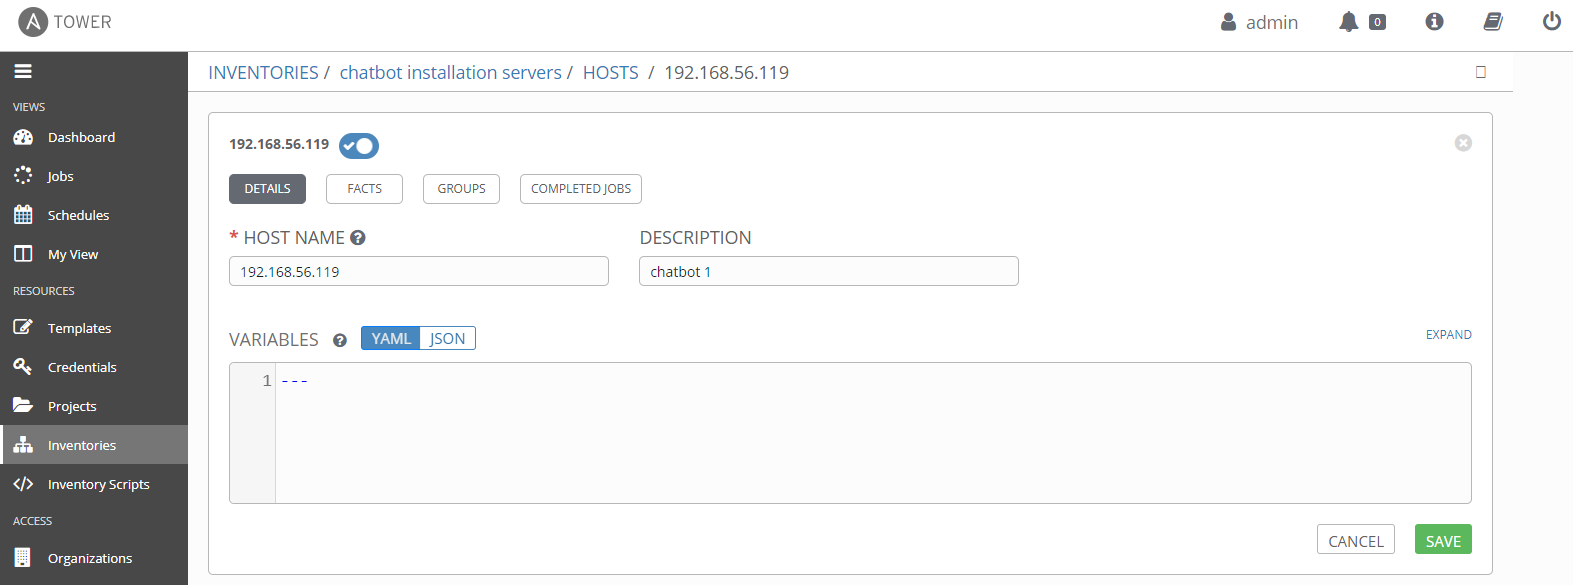 TOWER
admin
0
VIEWS
Dashboard
Jobs
Schedules
My View
RESOURCES
Templates
Credentials
Projects
Inventories
Inventory Scripts
ACCESS
Organizations
INVENTORIES / chatbot installation servers / HOSTS / 192.168.56.119
192.168.56.119
DETAILS FACTS GROUPS COMPLETED JOBS
* HOST NAME ?
DESCRIPTION
192.168.56.119
chatbot 1
VARIABLES ? YAML JSON
EXPAND
1 ---
CANCEL SAVE